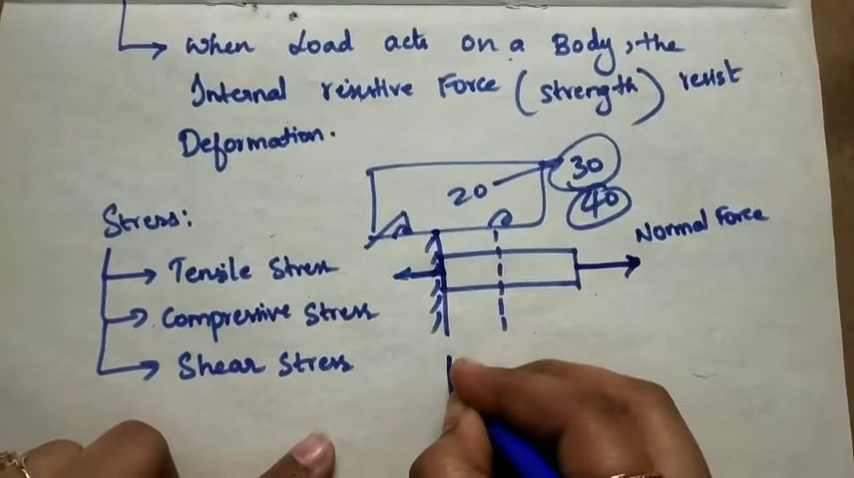 When Load acts on a Body, the
Internal resistive Force (strength) resist
Deformation.
20
30
40
Normal Force
Stress:
Tensile Stress
Compressive Stress
Shear Stress